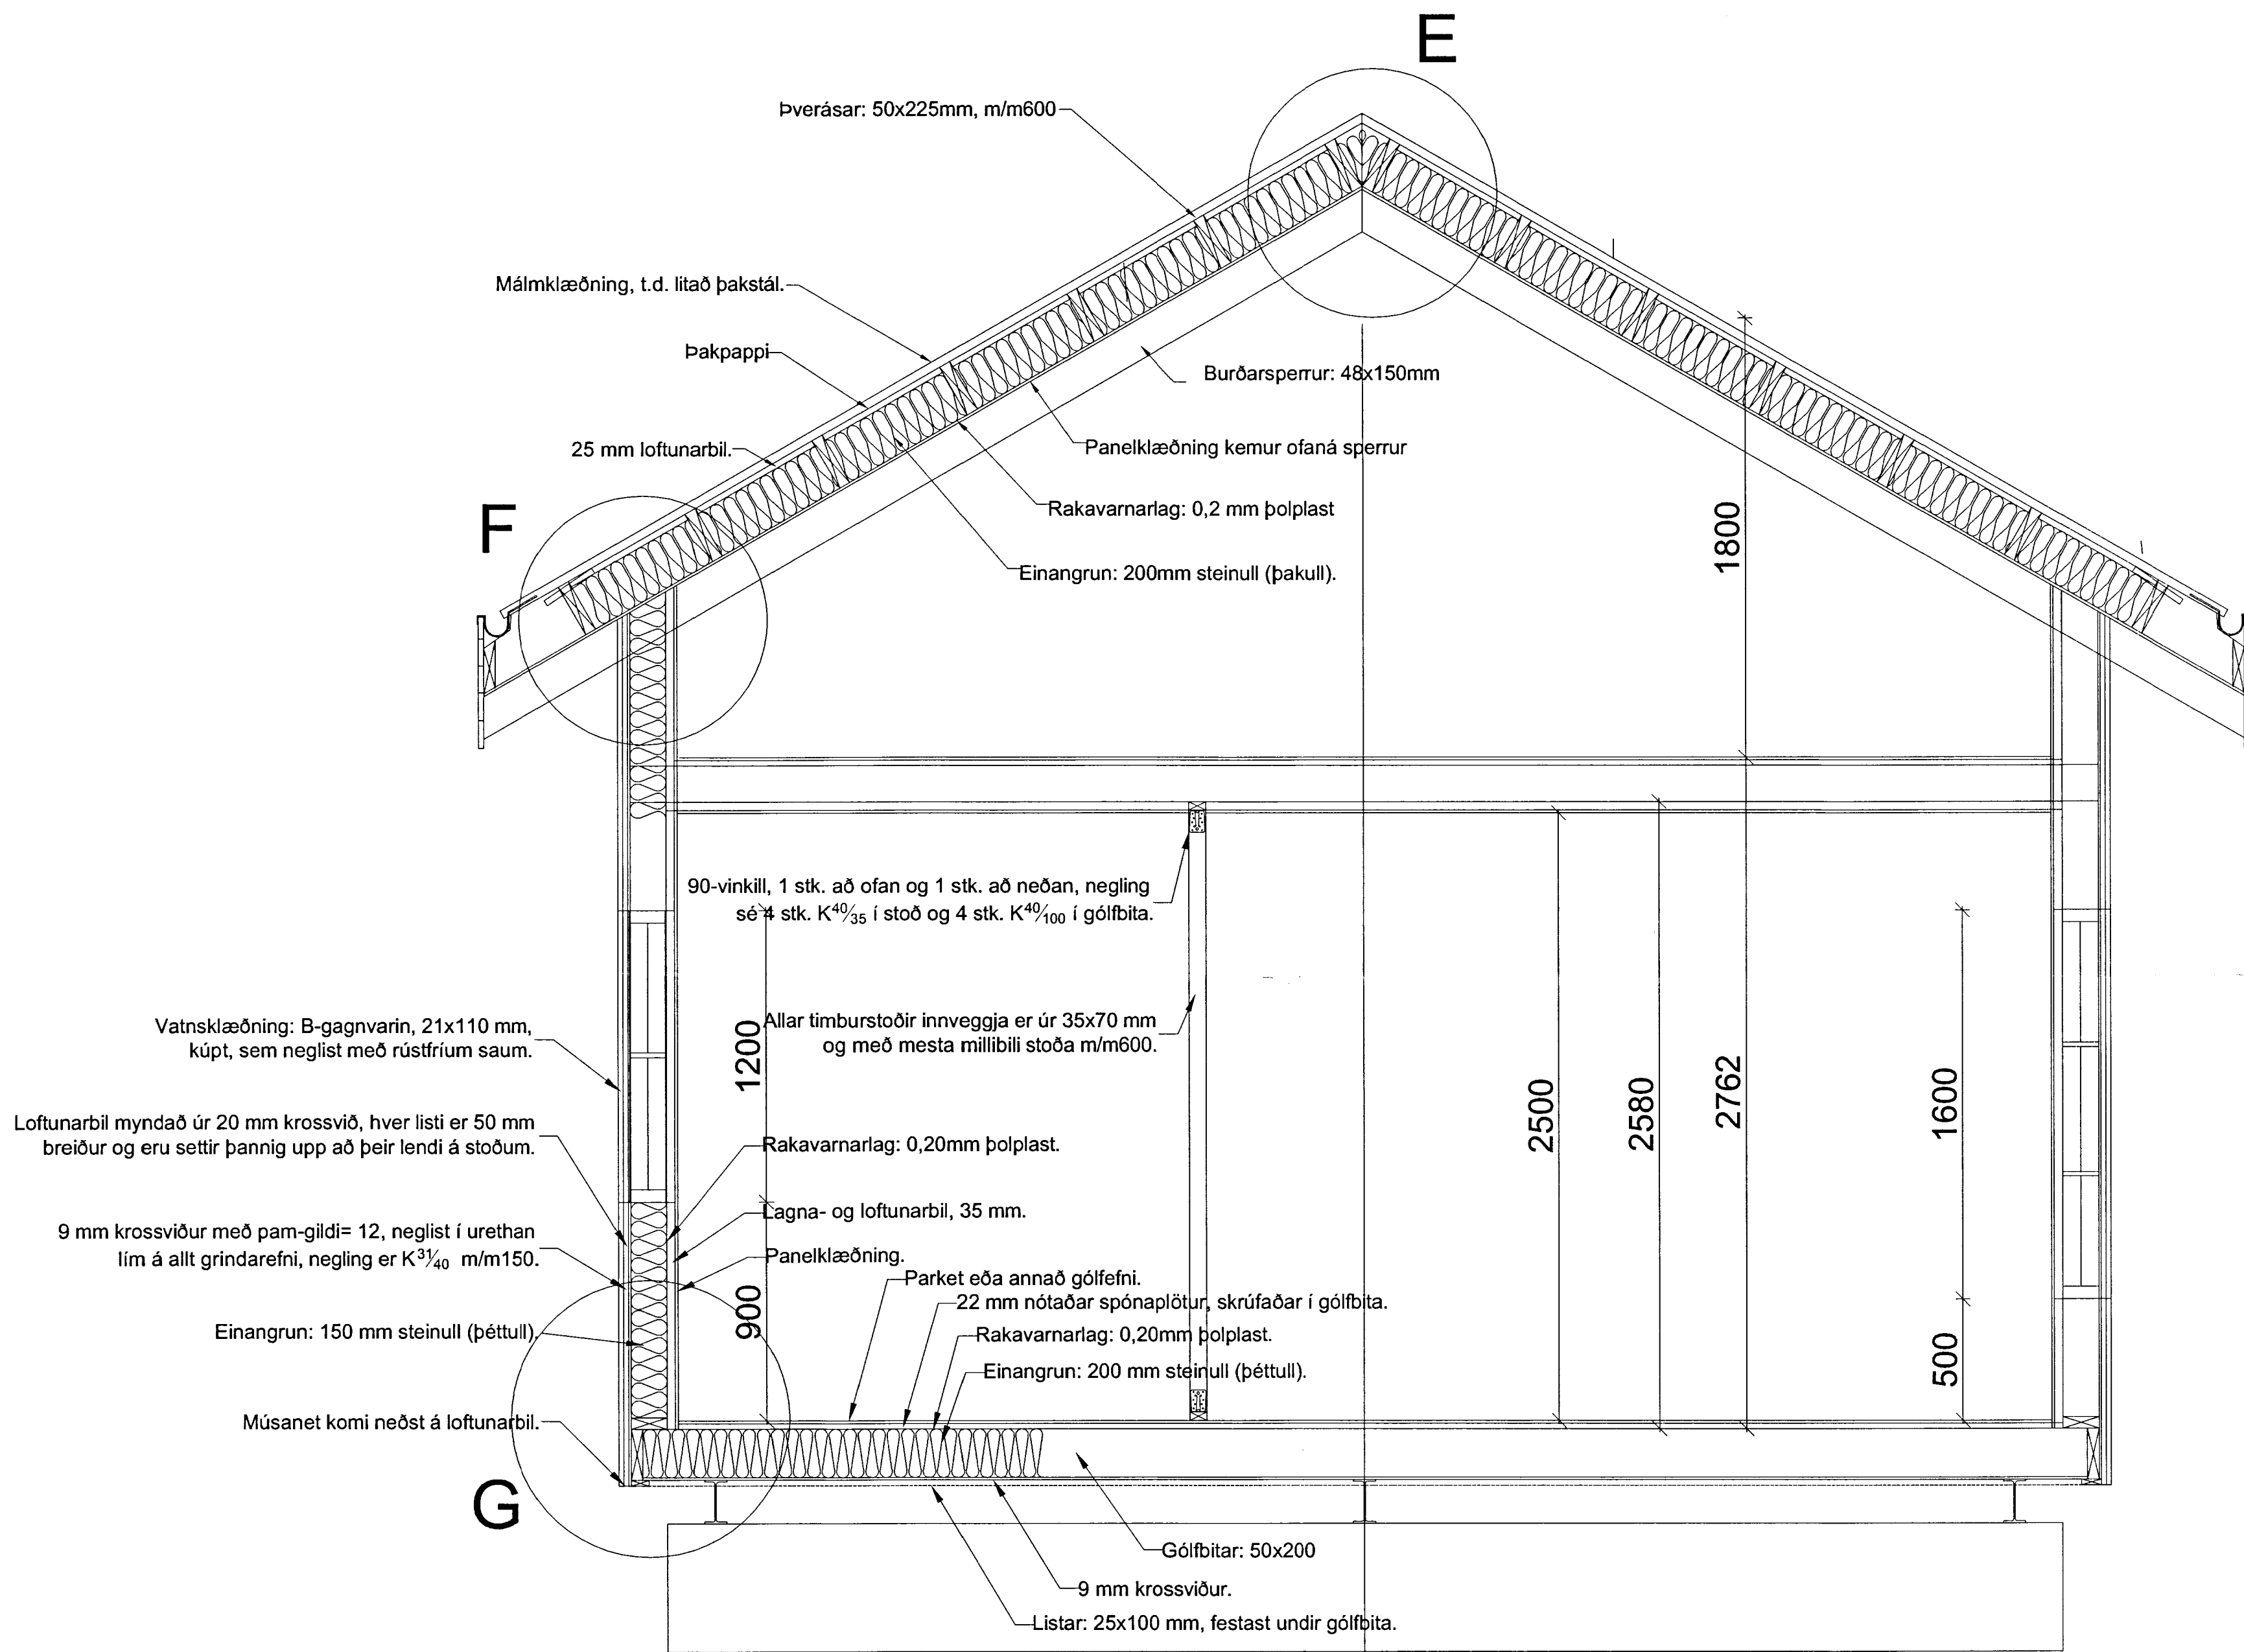 E
Þverásar: 50x225mm, m/m600
Málmklæðning, t.d. litað þakstál.
Þakpappi
Burðarsperrur: 48x150mm
25 mm loftunarbil.
Panelklæðning kemur ofaná sperrur
F
Rakavarnarlag: 0,2 mm þolplast
1800
Einangrun: 200mm steinull (þakull).
90-vinkill, 1 stk. að ofan og 1 stk. að neðan, negling
sé 4 stk. K40/35 í stoð og 4 stk. K40/100 í gólfbita.
Vatnsklæðning: B-gagnvarin, 21x110 mm,
kúpt, sem neglist með rústfríum saum.
1200
Allar timburstoðir innveggja er úr 35x70 mm
og með mesta millibili stoða m/m600.
2500
2580
2762
1600
Loftunarbil myndað úr 20 mm krossvið, hver listi er 50 mm
breiður og eru settir þannig upp að þeir lendi á stoðum.
Rakavarnarlag: 0,20mm þolplast.
Lagna- og loftunarbil, 35 mm.
9 mm krossviður með pam-gildi= 12, neglist í urethan
lím á allt grindarefni, negling er K31/40 m/m150.
Panelklæðning.
Parket eða annað gólfefni.
22 mm nótaðar spónaplötur, skrúfaðar í gólfbita.
900
Einangrun: 150 mm steinull (þéttull).
Rakavarnarlag: 0,20mm þolplast.
Einangrun: 200 mm steinull (þéttull).
500
Músanet komi neðst á loftunarbil.
G
Gólfbitar: 50x200
9 mm krossviður.
Listar: 25x100 mm, festast undir gólfbita.